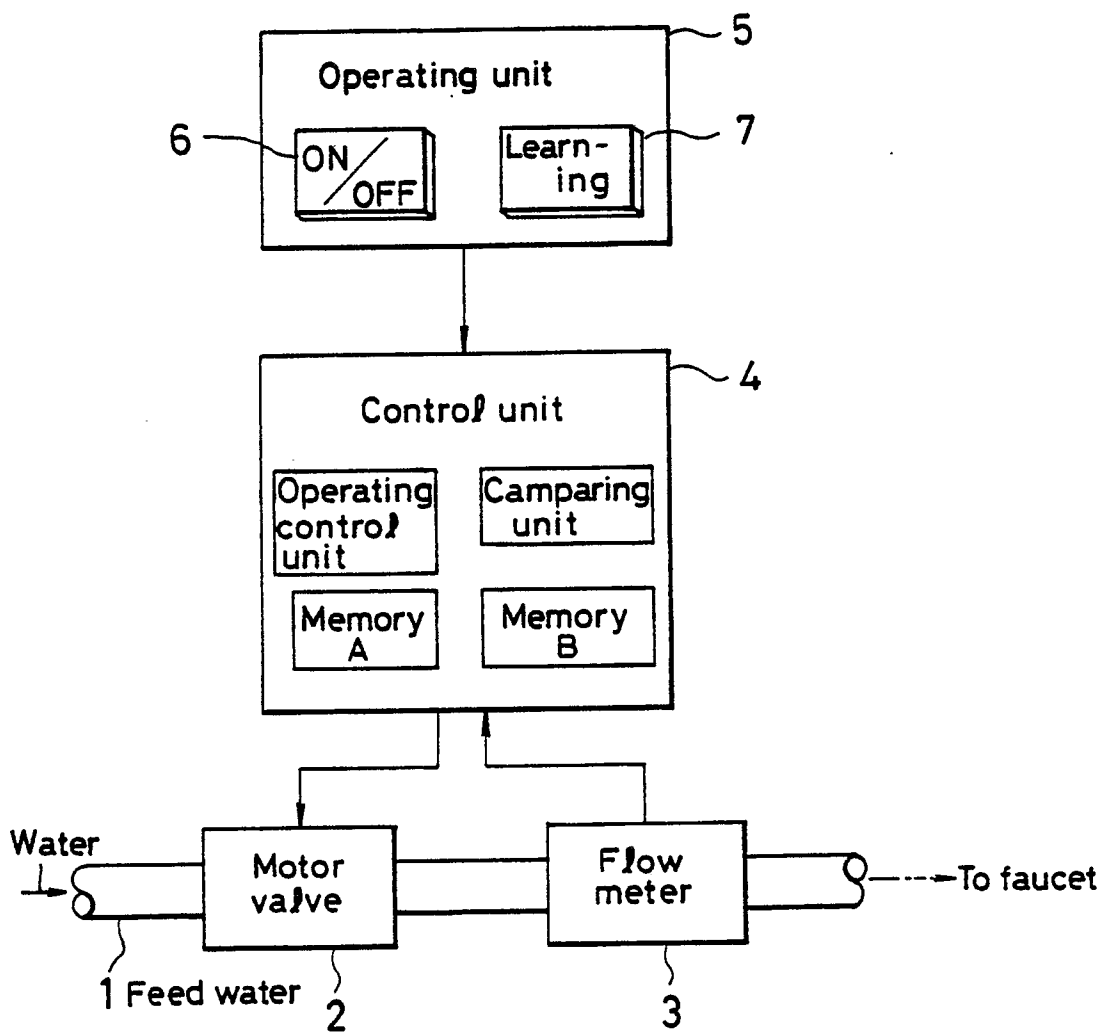 5
Operating unit
6
ON
OFF
7
Learn-
ing
4
Control unit
Operating
control
unit
Camparing
unit
Memory
A
Memory
B
Water
Motor
valve
Flow
meter
To faucet
1 Feed water
2
3